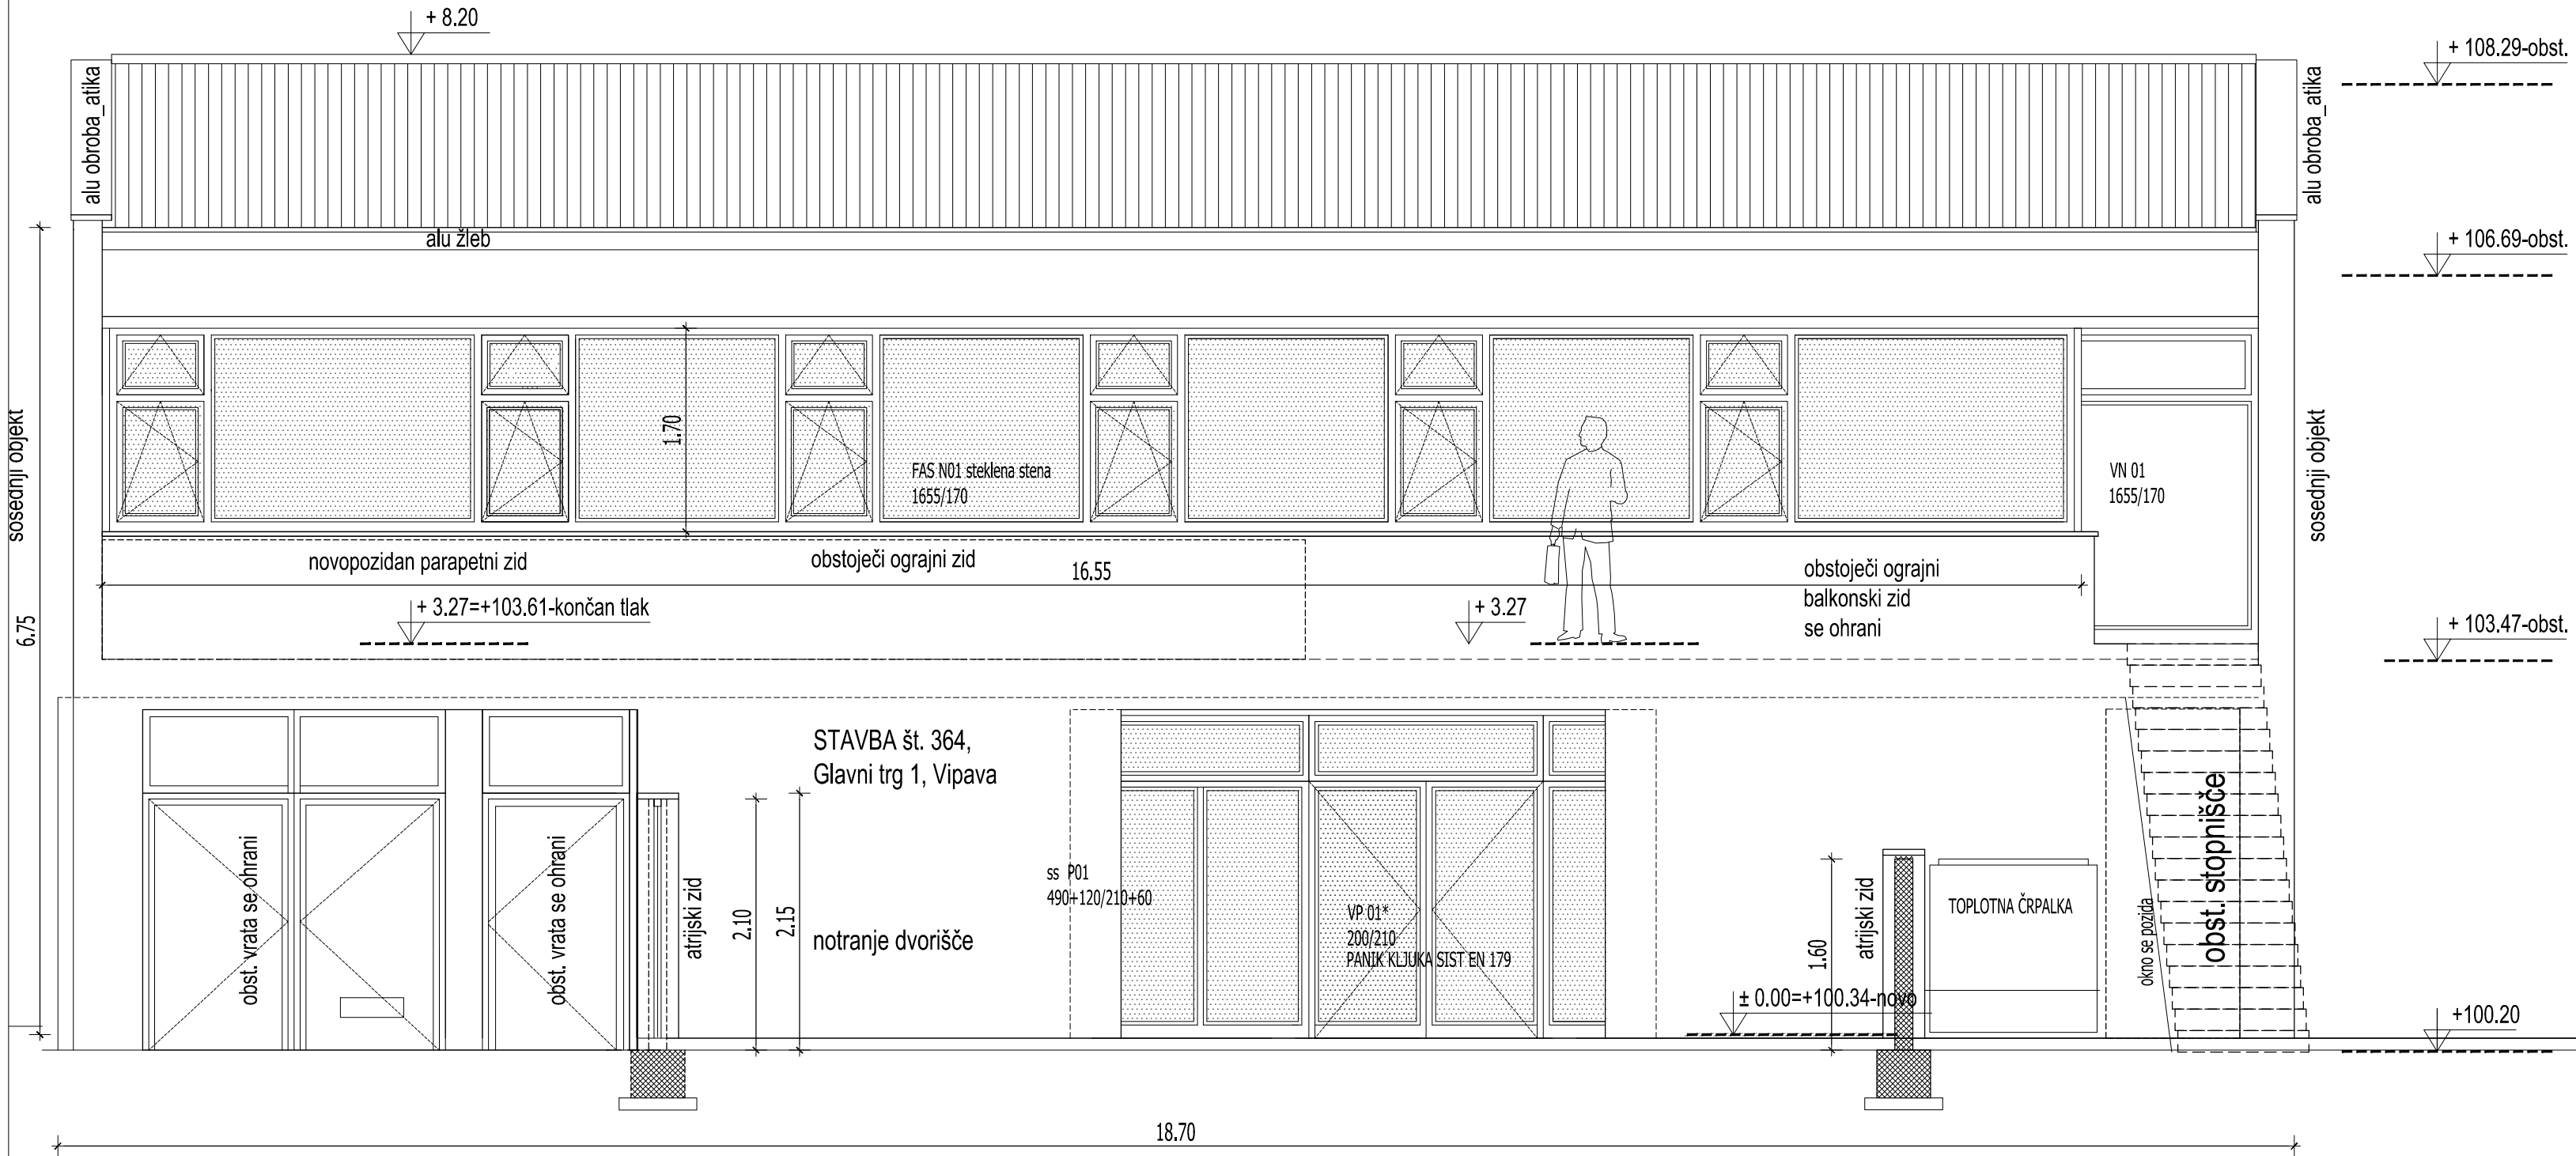 + 8.20
+ 108.29-obst.
alu obroba_atika
alu obroba_atika
alu žleb
+ 106.69-obst.
sosednji objekt
1.70
FAS N01 steklena stena
1655/170
VN 01
1655/170
sosednji objekt
novopozidan parapetni zid
obstoječi ograjni zid
16.55
obstoječi ograjni
balkonski zid
se ohrani
+ 3.27=+103.61-končan tlak
+ 3.27
+ 103.47-obst.
6.75
STAVBA št. 364,
Glavni trg 1, Vipava
obst. vrata se ohrani
obst. vrata se ohrani
atrijski zid
2.10
2.15
notranje dvorišče
ss P01
490+120/210+60
VP 01*
200/210
PANIK KLJUKA SIST EN 179
1.60
atrijski zid
TOPLOTNA ČRPALKA
okno se pozida
obst. stopnišče
± 0.00=+100.34-novo
+100.20
18.70